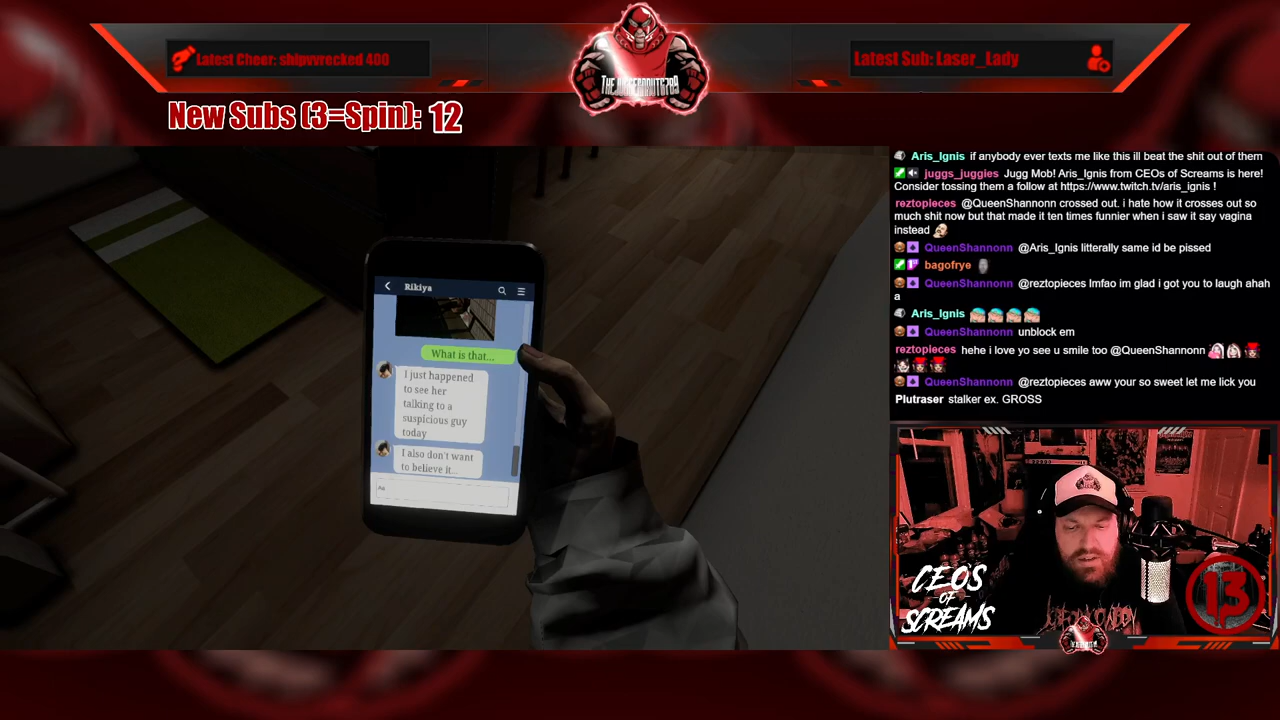 Latest Cheer: shipvvrecked 400
THEJUGGERNAUT6789
Latest Sub: Laser_Lady
New Subs (3=Spin): 12
Rikiya
What is that...
I just happened
to see her
talking to a
suspicious guy
today
I also don't want
to believe it...
Aa
Aris_Ignis if anybody ever texts me like this ill beat the shit out of them
juggs_juggies Jugg Mob! Aris_Ignis from CEOs of Screams is here!
Consider tossing them a follow at https://www.twitch.tv/aris_ignis !
reztopieces @QueenShannonn crossed out. i hate how it crosses out so
much shit now but that made it ten times funnier when i saw it say vagina
instead
QueenShannonn @Aris_Ignis litterally same id be pissed
bagofrye
QueenShannonn @reztopieces lmfao im glad i got you to laugh ahah
a
Aris_Ignis
QueenShannonn unblock em
reztopieces hehe i love yo see u smile too @QueenShannonn
QueenShannonn @reztopieces aww your so sweet let me lick you
Plutraser stalker ex. GROSS
CEOS
OF
SCREAMS
13